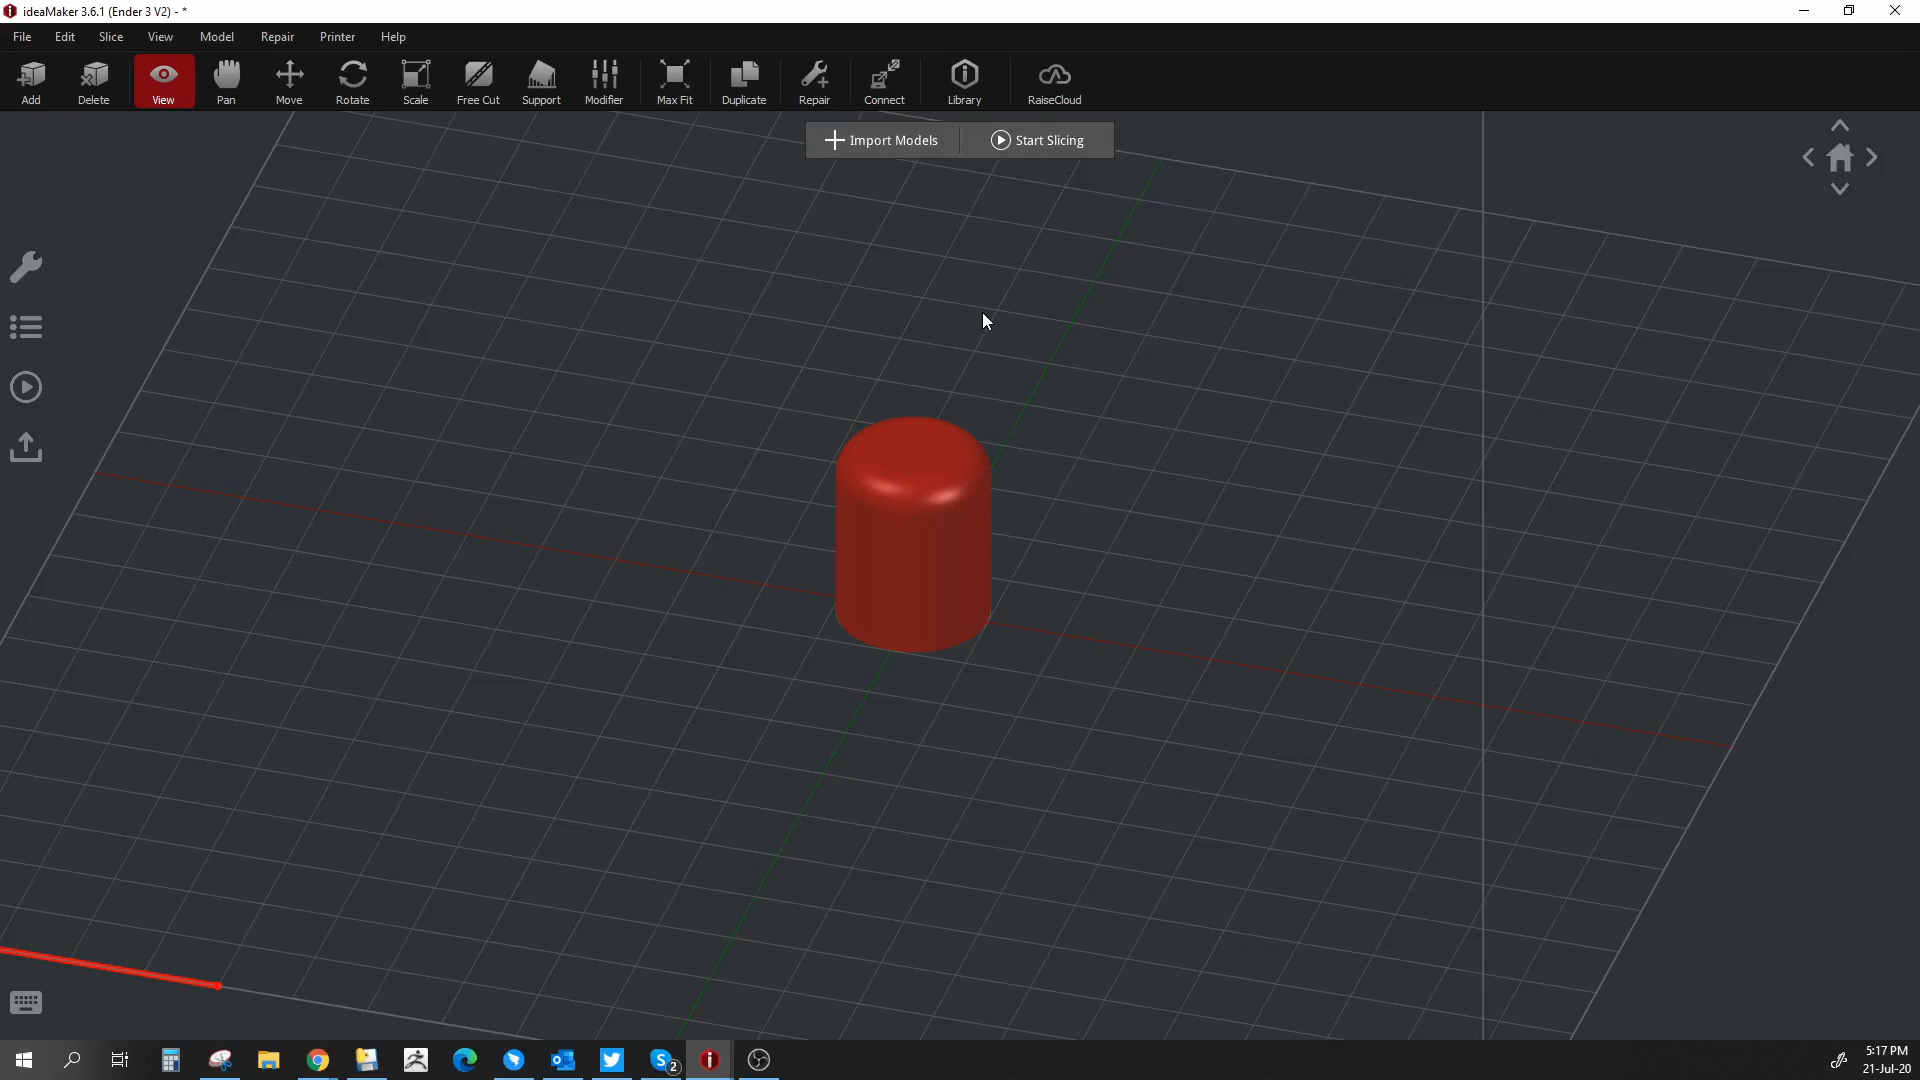 ideaMaker 3.6.1 (Ender 3 V2) - *
File Edit Slice View Model Repair Printer Help
Add Delete View Pan Move Rotate Scale Free Cut Support Modifier Max Fit Duplicate Repair Connect Library RaiseCloud
Import Models Start Slicing
2
5:17 PM
21-Jul-20